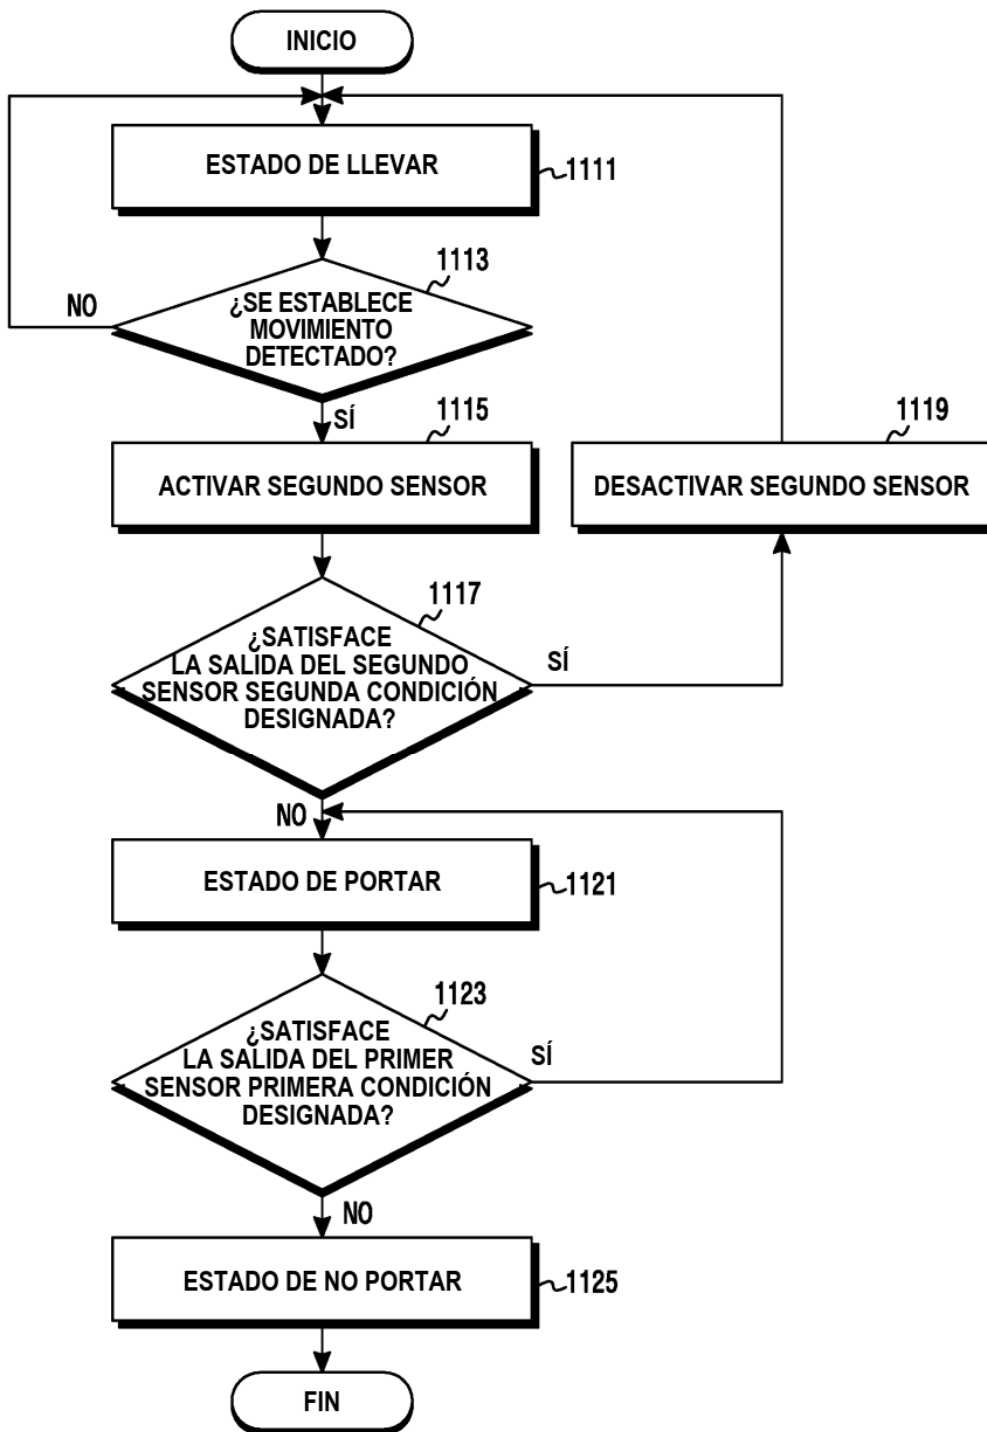 INICIO
ESTADO DE LLEVAR
1111
1113
NO
¿SE ESTABLECE
MOVIMIENTO
DETECTADO?
SÍ
1115
1119
ACTIVAR SEGUNDO SENSOR
DESACTIVAR SEGUNDO SENSOR
1117
¿SATISFACE
LA SALIDA DEL SEGUNDO
SENSOR SEGUNDA CONDICIÓN
DESIGNADA?
SÍ
NO
ESTADO DE PORTAR
1121
1123
¿SATISFACE
LA SALIDA DEL PRIMER
SENSOR PRIMERA CONDICIÓN
DESIGNADA?
SÍ
NO
ESTADO DE NO PORTAR
1125
FIN